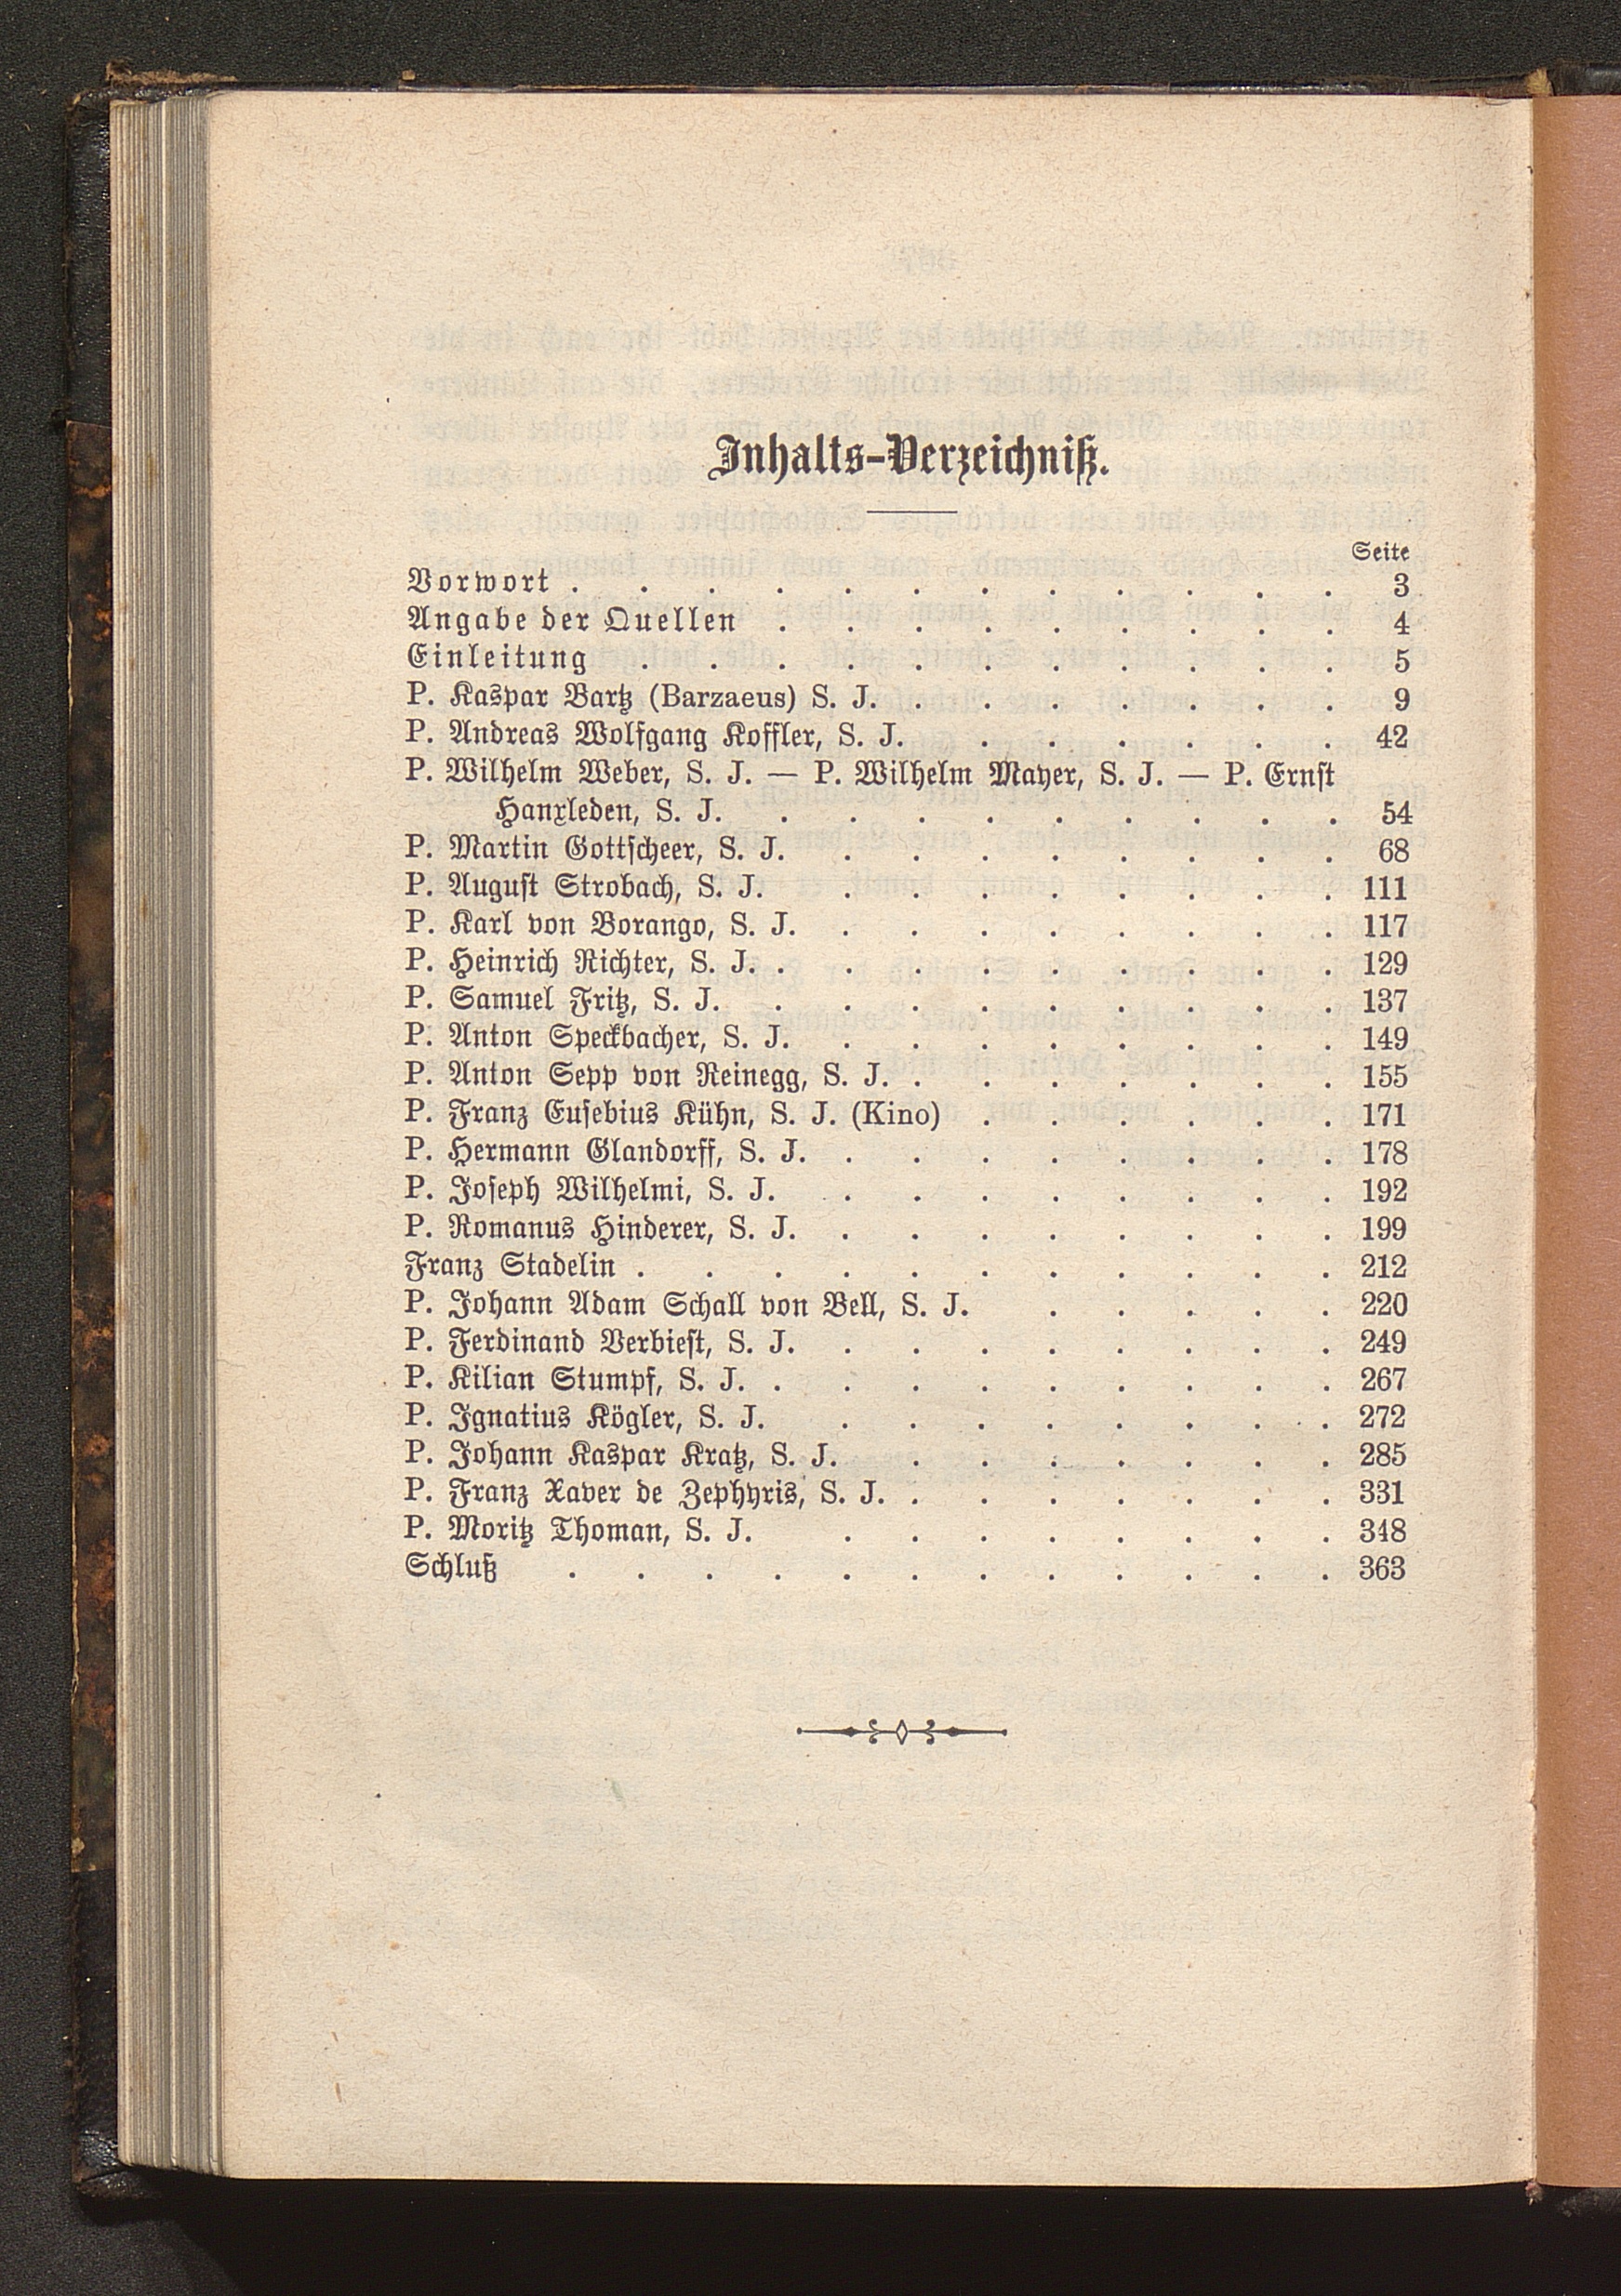 Inhalts-Verzeichniß.
Seite
Vorwort . . . . . . . . . . . . 3
Angabe der Quellen . . . . . . . . . 4
Einleitung . . . . . . . . . . . 5
P. Kaspar Bartz (Barzaeus) S. J. . . . . . . . 9
P. Andreas Wolfgang Koffler, S. J. . . . . . . 42
P. Wilhelm Weber, S. J. — P. Wilhelm Mayer, S. J. — P. Ernst
Hanxleden, S. J. . . . . . . . . . 54
P. Martin Gottscheer, S. J. . . . . . . . . 68
P. August Strobach, S. J. . . . . . . . . 111
P. Karl von Borango, S. J. . . . . . . . . 117
P. Heinrich Richter, S. J. . . . . . . . . . 129
P. Samuel Fritz, S. J. . . . . . . . . . 137
P. Anton Speckbacher, S. J. . . . . . . . . 149
P. Anton Sepp von Reinegg, S. J. . . . . . . . 155
P. Franz Eusebius Kühn, S. J. (Kino) . . . . . . 171
P. Hermann Glandorff, S. J. . . . . . . . . 178
P. Joseph Wilhelmi, S. J. . . . . . . . . 192
P. Romanus Hinderer, S. J. . . . . . . . . 199
Franz Stadelin . . . . . . . . . . . 212
P. Johann Adam Schall von Bell, S. J. . . . . . 220
P. Ferdinand Verbiest, S. J. . . . . . . . . 249
P. Kilian Stumpf, S. J. . . . . . . . . . 267
P. Ignatius Kögler, S. J. . . . . . . . . 272
P. Johann Kaspar Kratz, S. J. . . . . . . . 285
P. Franz Xaver de Zephyris, S. J. . . . . . . . 331
P. Moritz Thoman, S. J. . . . . . . . . 348
Schluß . . . . . . . . . . . . 363